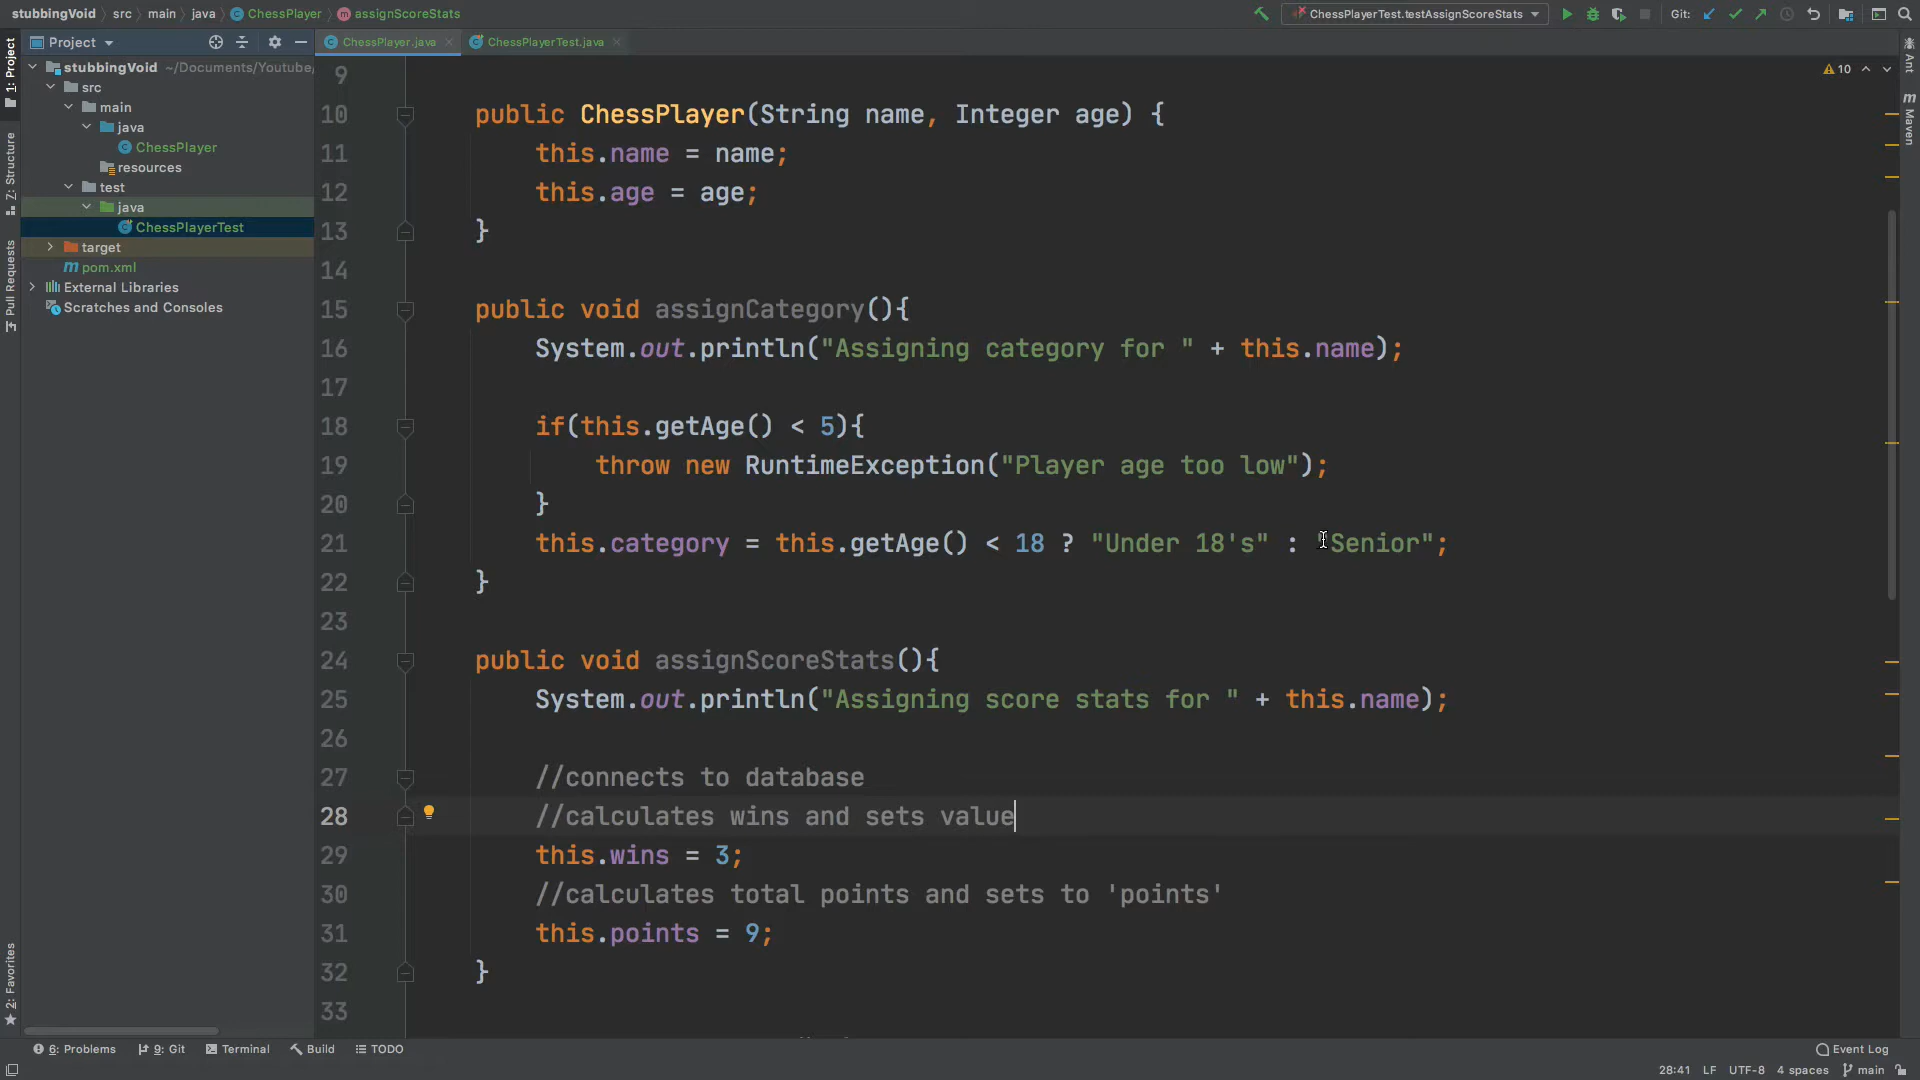 stubbingVoid src main java ChessPlayer assignScoreStats
ChessPlayerTest.testAssignScoreStats Git:
Project
ChessPlayer.java ChessPlayerTest.java
stubbingVoid ~/Documents/Youtube/
src
main
java
ChessPlayer
resources
test
java
ChessPlayerTest
target
pom.xml
External Libraries
Scratches and Consoles
1: Project
7: Structure
Pull Requests
2: Favorites
10
Ant
Maven
9
10 public ChessPlayer(String name, Integer age) {
11 this.name = name;
12 this.age = age;
13 }
14
15 public void assignCategory(){
16 System.out.println("Assigning category for " + this.name);
17
18 if(this.getAge() < 5){
19 throw new RuntimeException("Player age too low");
20 }
21 this.category = this.getAge() < 18 ? "Under 18's" : "Senior";
22 }
23
24 public void assignScoreStats(){
25 System.out.println("Assigning score stats for " + this.name);
26
27 //connects to database
28 //calculates wins and sets value
29 this.wins = 3;
30 //calculates total points and sets to 'points'
31 this.points = 9;
32 }
33
6: Problems 9: Git Terminal Build TODO Event Log
28:41 LF UTF-8 4 spaces main